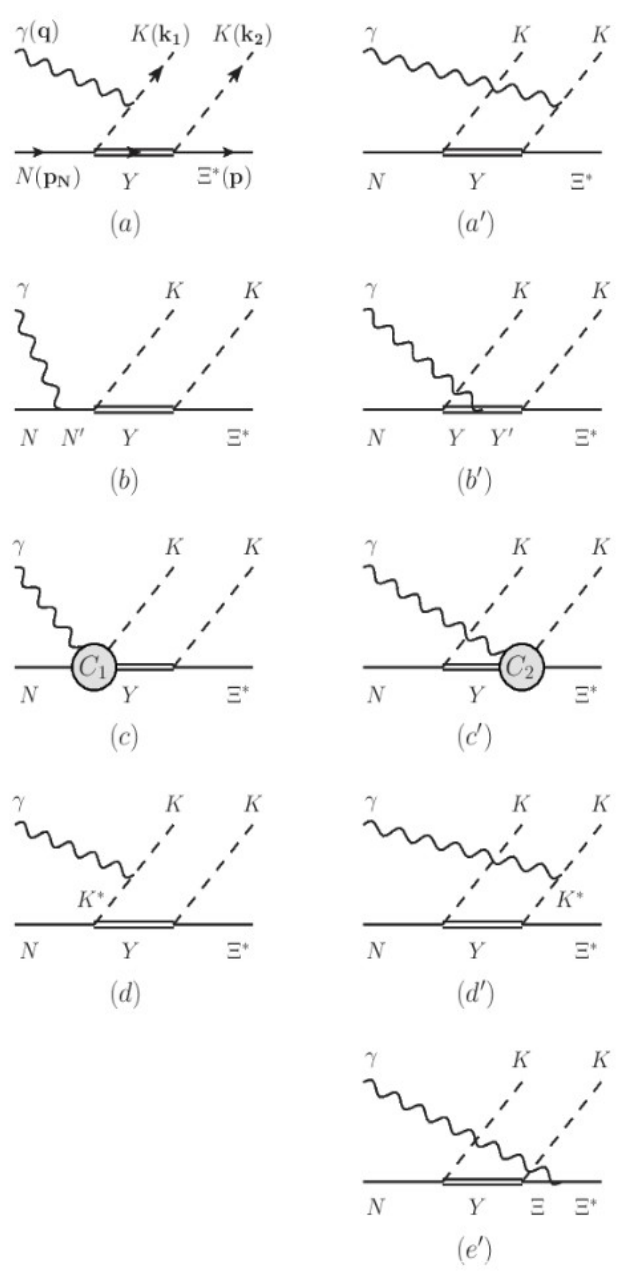 γ(q) K(k₁) K(k₂) γ K K
N(p_N) Y Ξ*(p) N Y Ξ*
(a) (a′)
γ K K γ K K
N N′ Y Ξ* N Y Y′ Ξ*
(b) (b′)
γ K K γ K K
C₁ C₂
N Y Ξ* N Y Ξ*
(c) (c′)
γ K K γ K K
K* K*
N Y Ξ* N Y Ξ*
(d) (d′)
γ K K
N Y Ξ Ξ*
(e′)